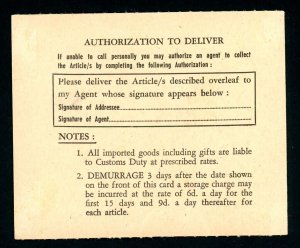 AUTHORIZATION TO DELIVER
If unable to call personally you may authorize an agent to collect
the Article/s by completing the following Authorization :
Please deliver the Article/s described overleaf to
my Agent whose signature appears below :
Signature of Addressee
Signature of Agent
NOTES :
1. All imported goods including gifts are liable
to Customs Duty at prescribed rates.
2. DEMURRAGE 3 days after the date shown
on the front of this card a storage charge may
be incurred at the rate of 6d. a day for the
first 15 days and 9d. a day thereafter for
each article.